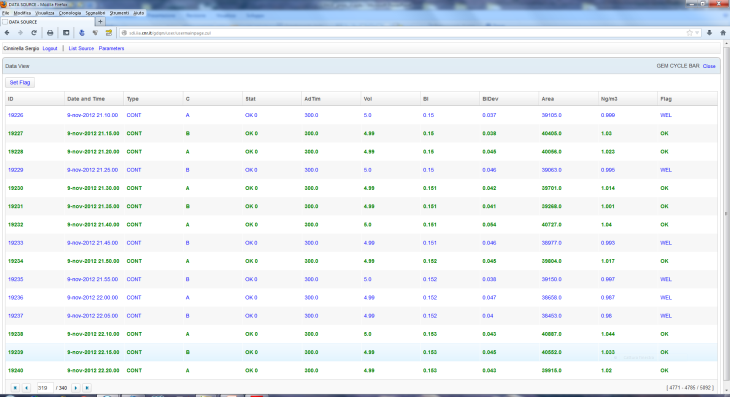 DATA SOURCE - Mozilla Firefox
File Modifica Visualizza Cronologia Segnalibri Strumenti Aiuto
DATA SOURCE
Cimmirella Sergio Logout | List Source Parameters
Data View GEM CYCLE BAR Close
Set Flag
ID Date and Time Type C Stat AdTim Vol Bl BlDev Area Ng/m3 Flag
19226 9-nov-2012 21.10.00 CONT A OK 0 300.0 5.0 0.15 0.037 39105.0 0.999 WEL
19227 9-nov-2012 21.15.00 CONT B OK 0 300.0 4.99 0.15 0.038 40405.0 1.03 OK
19228 9-nov-2012 21.20.00 CONT A OK 0 300.0 4.99 0.15 0.045 40056.0 1.023 OK
19229 9-nov-2012 21.25.00 CONT B OK 0 300.0 5.0 0.15 0.046 39063.0 0.995 WEL
19230 9-nov-2012 21.30.00 CONT A OK 0 300.0 4.99 0.151 0.042 39701.0 1.014 OK
19231 9-nov-2012 21.35.00 CONT B OK 0 300.0 4.99 0.151 0.041 39268.0 1.001 OK
19232 9-nov-2012 21.40.00 CONT A OK 0 300.0 5.0 0.151 0.054 40727.0 1.04 OK
19233 9-nov-2012 21.45.00 CONT B OK 0 300.0 4.99 0.151 0.046 38977.0 0.993 WEL
19234 9-nov-2012 21.50.00 CONT A OK 0 300.0 4.99 0.152 0.045 39804.0 1.017 OK
19235 9-nov-2012 21.55.00 CONT B OK 0 300.0 5.0 0.152 0.038 39150.0 0.997 WEL
19236 9-nov-2012 22.00.00 CONT A OK 0 300.0 4.99 0.152 0.047 38658.0 0.987 WEL
19237 9-nov-2012 22.05.00 CONT B OK 0 300.0 4.99 0.152 0.04 38453.0 0.98 WEL
19238 9-nov-2012 22.10.00 CONT A OK 0 300.0 5.0 0.153 0.043 40887.0 1.044 OK
19239 9-nov-2012 22.15.00 CONT B OK 0 300.0 4.99 0.153 0.045 40552.0 1.033 OK
19240 9-nov-2012 22.20.00 CONT A OK 0 300.0 4.99 0.153 0.043 39915.0 1.02 OK
319 / 340 [ 4771 - 4785 / 5092 ]